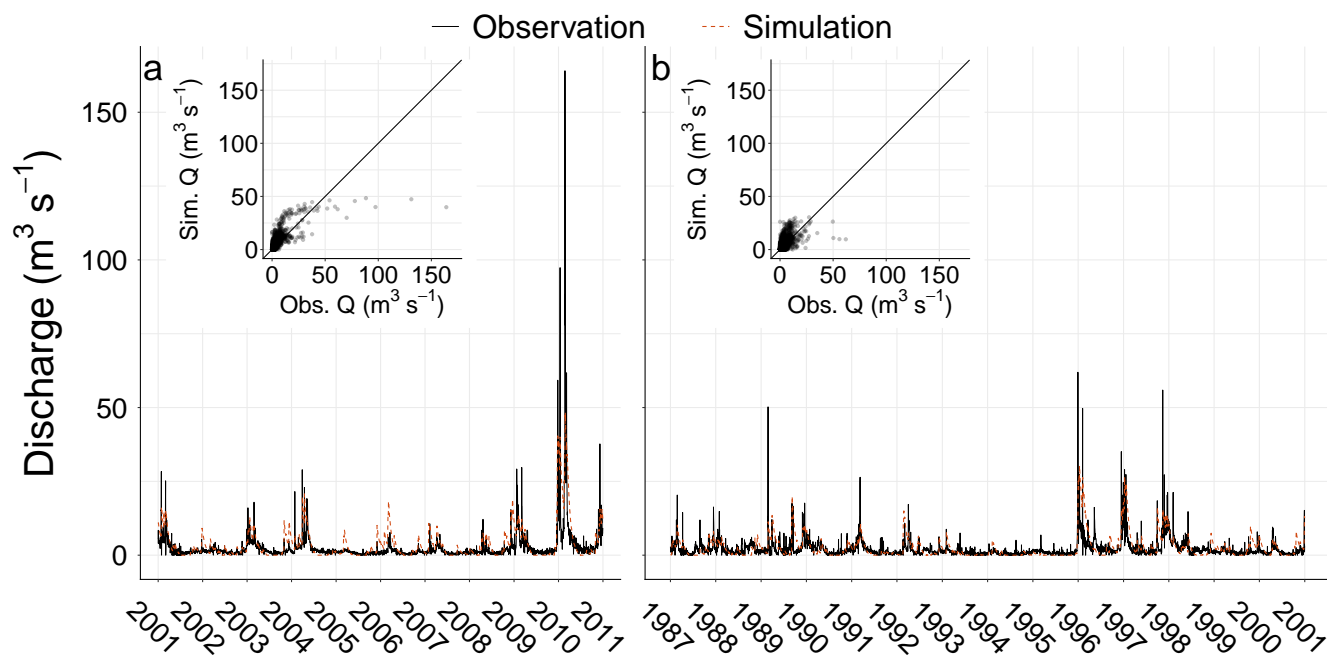 Observation Simulation
a
b
Discharge (m³ s⁻¹)
150
100
50
0
Sim. Q (m³ s⁻¹)
150
100
50
0
0 50 100 150
Obs. Q (m³ s⁻¹)
Sim. Q (m³ s⁻¹)
150
100
50
0
0 50 100 150
Obs. Q (m³ s⁻¹)
2001 2002 2003 2004 2005 2006 2007 2008 2009 2010 2011
1987 1988 1989 1990 1991 1992 1993 1994 1995 1996 1997 1998 1999 2000 2001